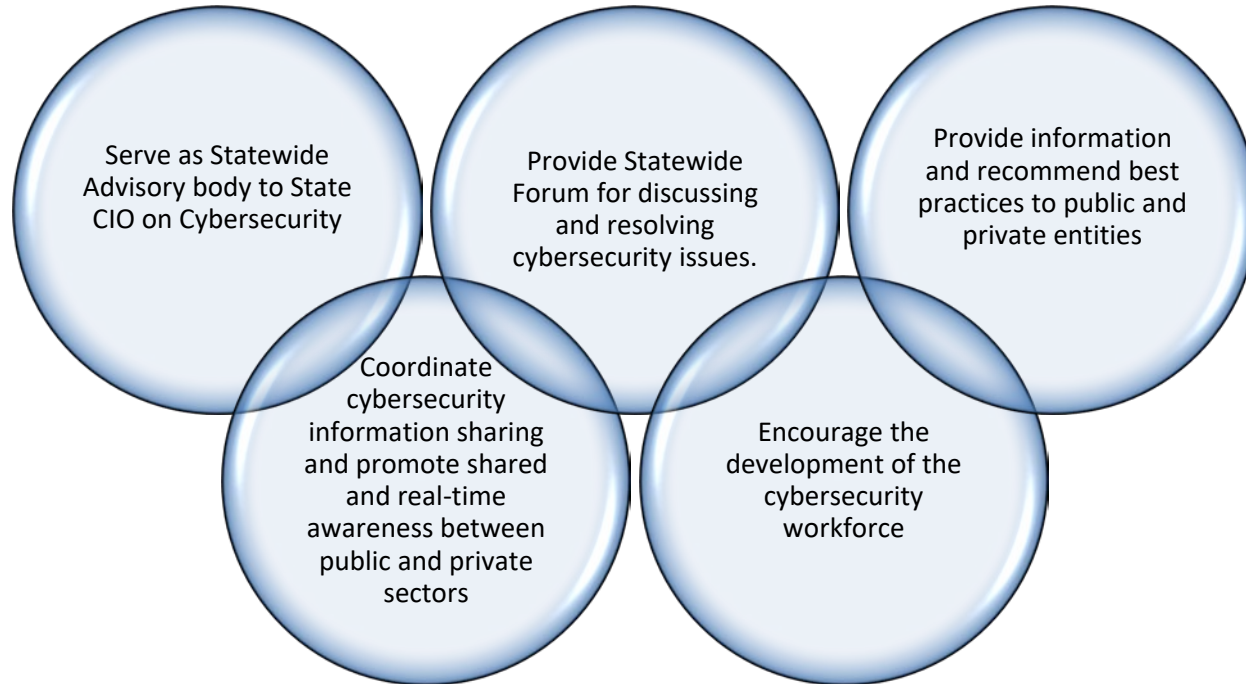 Serve as Statewide
Advisory body to State
CIO on Cybersecurity
Provide Statewide
Forum for discussing
and resolving
cybersecurity issues.
Provide information
and recommend best
practices to public and
private entities
Coordinate
cybersecurity
information sharing
and promote shared
and real-time
awareness between
public and private
sectors
Encourage the
development of the
cybersecurity
workforce